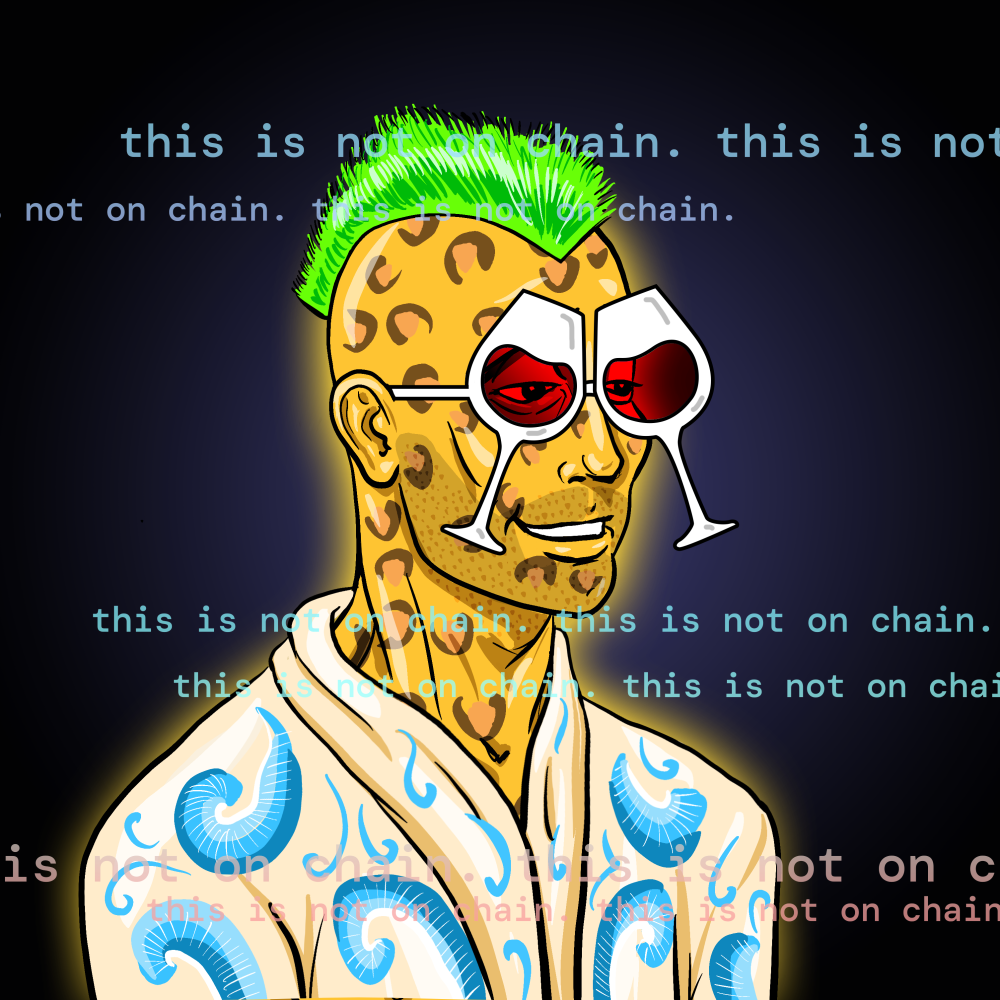 this is not on chain. this is not
not on chain. this is not on chain.
this is not on chain. this is not on chain.
this is not on chain. this is not on chai
is not on chain. this is not on c
this is not on chain. this is not on chain